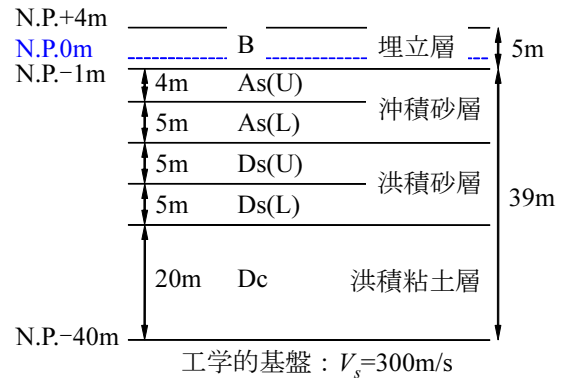 N.P.+4m
N.P.0m B 埋立層 5m
N.P.−1m
4m As(U)
沖積砂層
5m As(L)
5m Ds(U)
洪積砂層
5m Ds(L)
39m
20m Dc 洪積粘土層
N.P.−40m
工学的基盤：Vs=300m/s